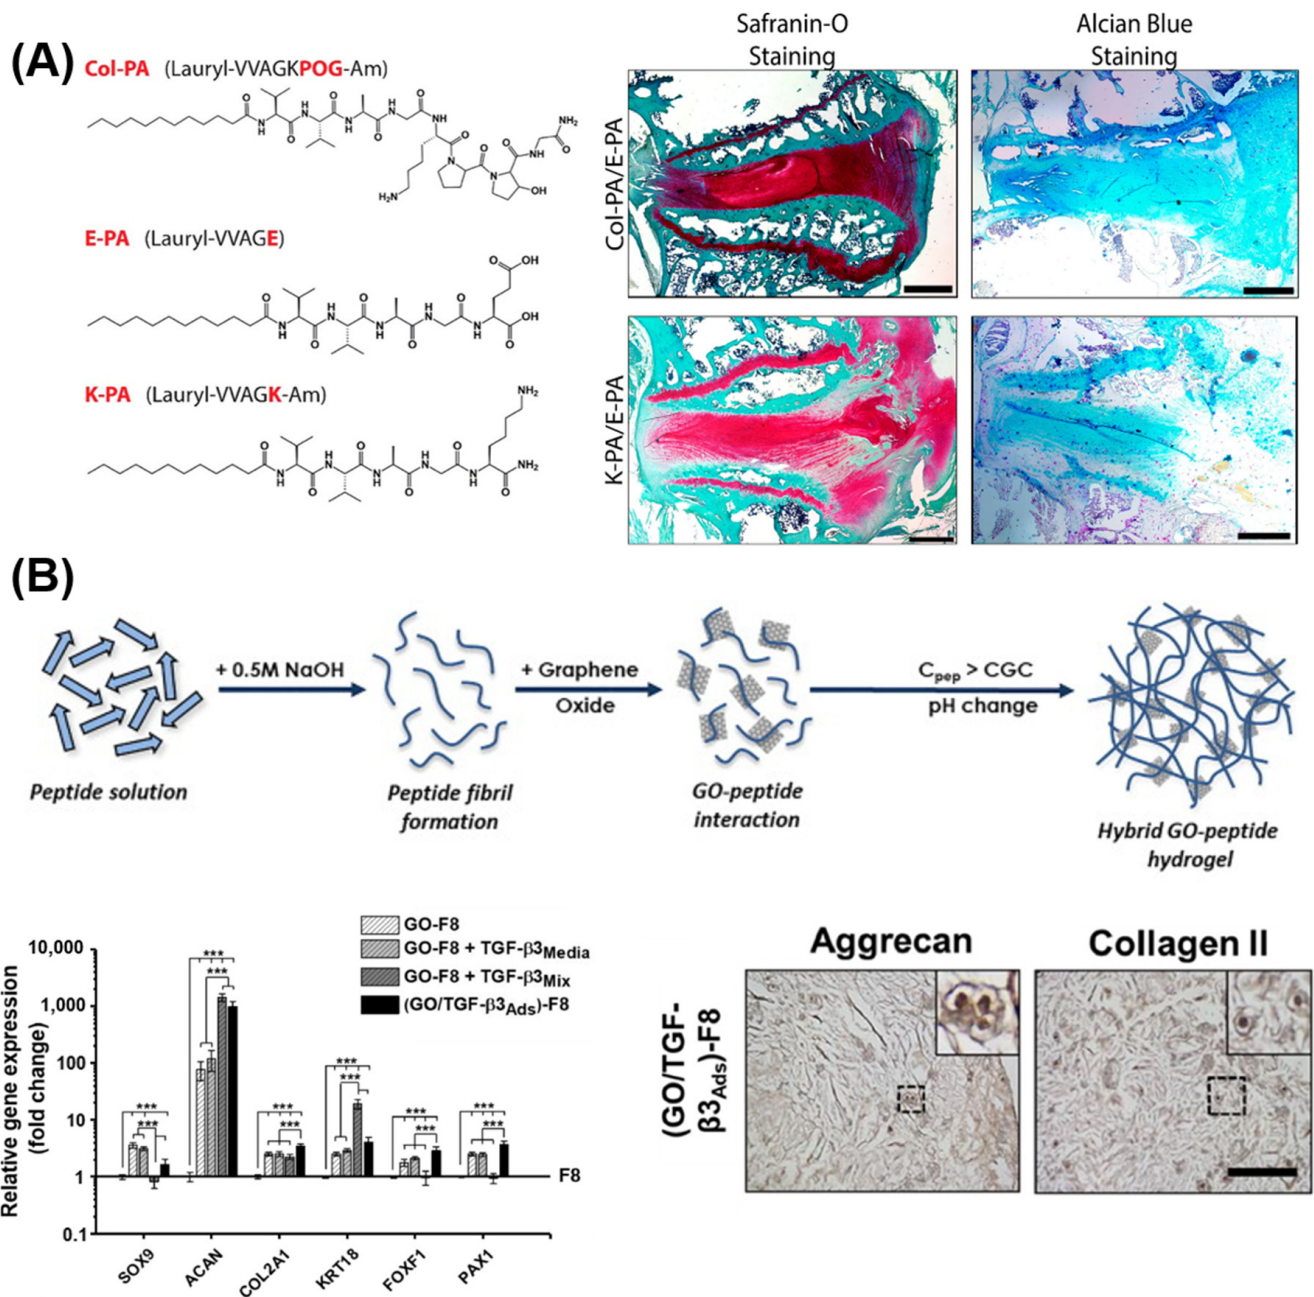 (A)
Col-PA (Lauryl-VVAGKPOG-Am)
E-PA (Lauryl-VVAGE)
K-PA (Lauryl-VVAGK-Am)
Safranin-O
Staining
Alcian Blue
Staining
Col-PA/E-PA
K-PA/E-PA
(B)
+ 0.5M NaOH
+ Graphene
Oxide
Cpep > CGC
pH change
Peptide solution
Peptide fibril
formation
GO-peptide
interaction
Hybrid GO-peptide
hydrogel
Relative gene expression
(fold change)
10,000
1,000
100
10
1
0.1
GO-F8
GO-F8 + TGF-β3Media
GO-F8 + TGF-β3Mix
(GO/TGF-β3Ads)-F8
***
***
***
***
***
***
***
***
***
***
***
***
F8
SOX9
ACAN
COL2A1
KRT18
FOXF1
PAX1
Aggrecan
Collagen II
(GO/TGF-
β3Ads)-F8